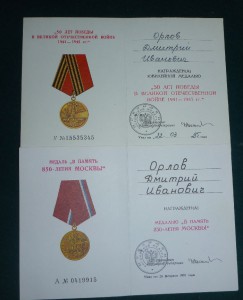 "50 ЛЕТ ПОБЕДЫ
В ВЕЛИКОЙ ОТЕЧЕСТВЕННОЙ ВОЙНЕ
1941-1945 гг."
Орлов
Дмитрий
Иванович
НАГРАЖДЕН(А)
ЮБИЛЕЙНОЙ МЕДАЛЬЮ
"50 ЛЕТ ПОБЕДЫ
В ВЕЛИКОЙ ОТЕЧЕСТВЕННОЙ
ВОЙНЕ 1941-1945 гг."
МЕДАЛЬ "В ПАМЯТЬ
850-ЛЕТИЯ МОСКВЫ"
А № 0419915
Орлов
Дмитрий
Иванович
НАГРАЖДЕН(А)
МЕДАЛЬЮ "В ПАМЯТЬ
850-ЛЕТИЯ МОСКВЫ"